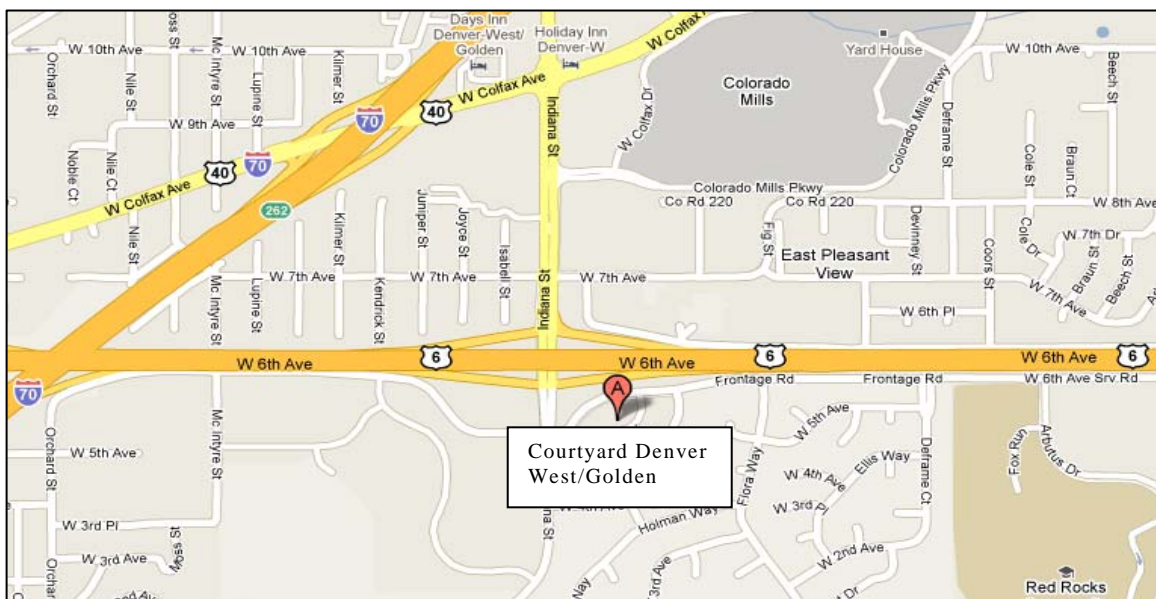 Moss St
Days Inn
Denver-West/
Golden
Holiday Inn
Denver-W
W Colfax
W 10th Ave
W 10th Ave
Orchard St
Nile St
Mc Intyre St
Lupine St
Kilmer St
Yard House
W 10th Ave
Beech St
Colorado
Mills
W Colfax Ave
70
40
W Colfax Dr
Colorado Mills Pkwy
Deframe St
Indiana St
W 9th Ave
Noble Ct
Nile Ct
40
70
Cole St
Braun Ct
W Colfax Ave
262
Colorado Mills Pkwy
Co Rd 220
Co Rd 220
W 8th Ave
Nile St
Mc Intyre St
Lupine St
Kilmer St
Kendrick St
Juniper St
Joyce St
Isabell St
Fig St
Devinney St
Coors St
Cole Dr
W 7th Dr
Braun St
Beech St
East Pleasant
View
W 7th Ave
W 7th Ave
W 7th Ave
W 7th Ave
Indiana St
W 6th Pl
W 6th Ave
6
W 6th Ave
6
W 6th Ave
6
70
A
Frontage Rd
Frontage Rd
W 6th Ave Srv Rd
Mc Intyre St
Orchard St
W 5th Ave
W 5th Ave
Courtyard Denver
West/Golden
Flora Way
W 4th Ave
Ellis Way
Deframe Ct
Fox Run
Arbutus Dr
W 3rd Pl
W 3rd Pl
Holman Way
Moss St
W 3rd Ave
W 2nd Ave
Red Rocks